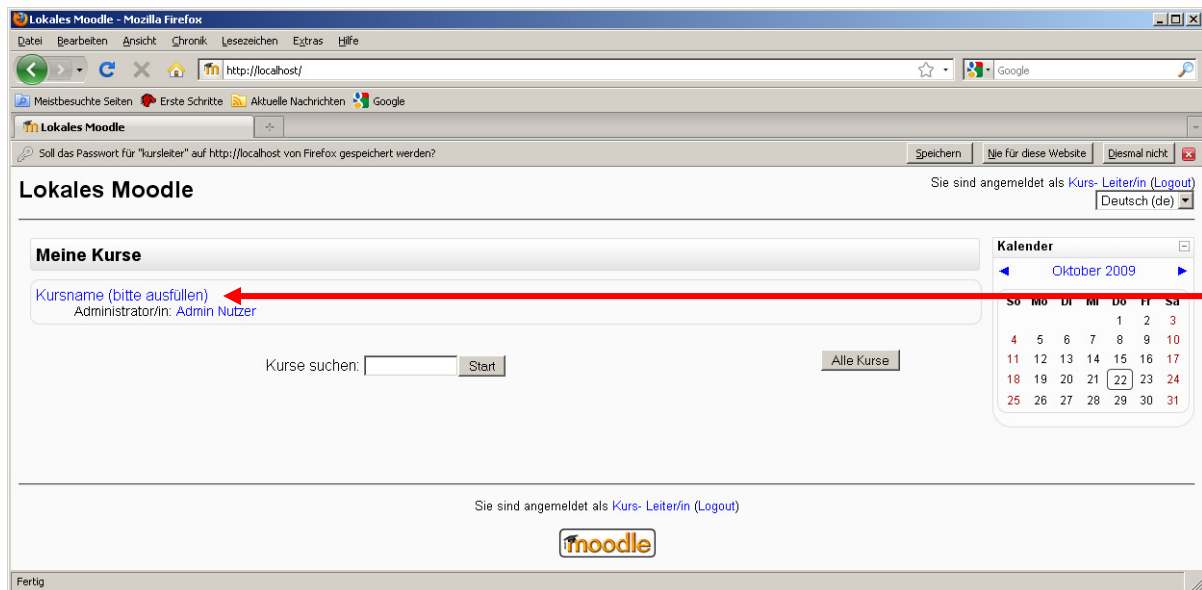 Lokales Moodle - Mozilla Firefox
Datei Bearbeiten Ansicht Chronik Lesezeichen Extras Hilfe
http://localhost/
Google
Meistbesuchte Seiten Erste Schritte Aktuelle Nachrichten Google
Lokales Moodle
Soll das Passwort für "kursleiter" auf http://localhost von Firefox gespeichert werden?
Speichern Nie für diese Website Diesmal nicht
Lokales Moodle
Sie sind angemeldet als Kurs- Leiter/in (Logout)
Deutsch (de)
Meine Kurse
Kursname (bitte ausfüllen)
Administrator/in: Admin Nutzer
Kurse suchen: Start
Alle Kurse
Kalender
Oktober 2009
So Mo Di Mi Do Fr Sa
1 2 3
4 5 6 7 8 9 10
11 12 13 14 15 16 17
18 19 20 21 22 23 24
25 26 27 28 29 30 31
Sie sind angemeldet als Kurs- Leiter/in (Logout)
moodle
Fertig